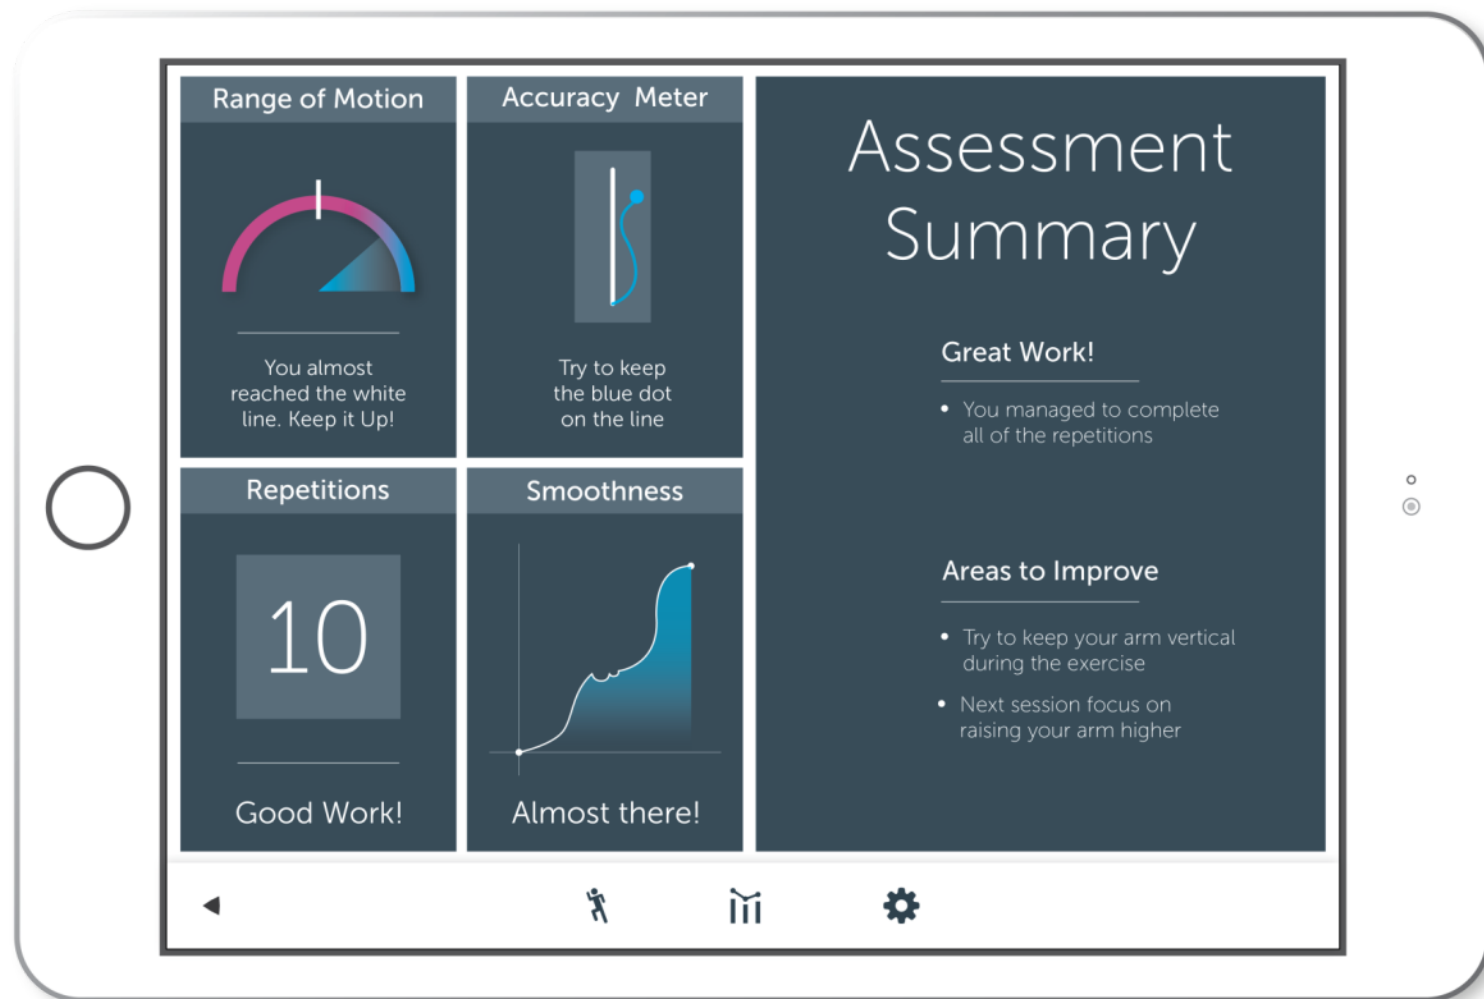 Range of Motion
You almost
reached the white
line. Keep it Up!
Accuracy Meter
Try to keep
the blue dot
on the line
Repetitions
10
Good Work!
Smoothness
Almost there!
Assessment
Summary
Great Work!
• You managed to complete
all of the repetitions
Areas to Improve
• Try to keep your arm vertical
during the exercise
• Next session focus on
raising your arm higher